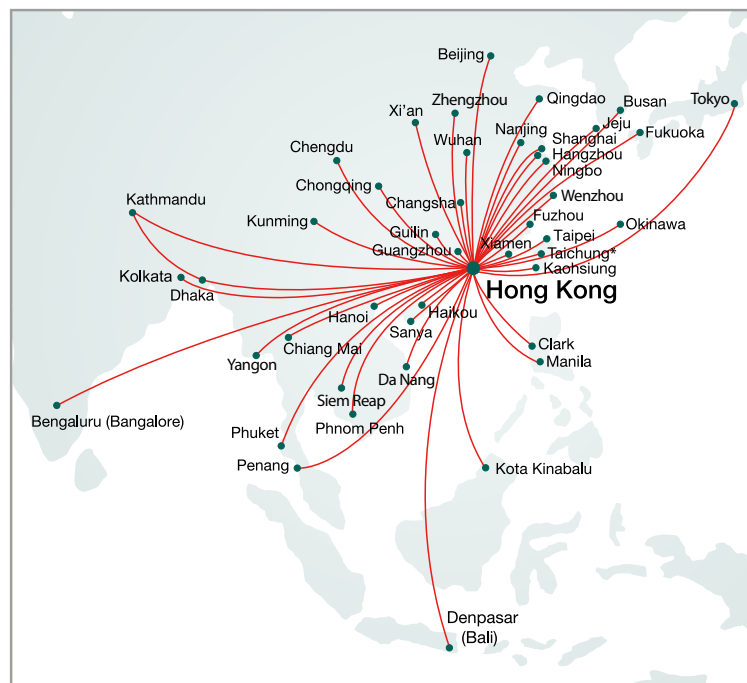 Beijing
Zhengzhou
Qingdao
Busan
Tokyo
Xi'an
Nanjing
Jeju
Shanghai
Fukuoka
Wuhan
Hangzhou
Chengdu
Ningbo
Chongqing
Kathmandu
Changsha
Wenzhou
Kunming
Fuzhou
Okinawa
Guilin
Xiamen
Taipei
Guangzhou
Taichung*
Kolkata
Kaohsiung
Dhaka
Hong Kong
Hanoi
Haikou
Sanya
Clark
Chiang Mai
Yangon
Manila
Da Nang
Siem Reap
Bengaluru (Bangalore)
Phnom Penh
Phuket
Penang
Kota Kinabalu
Denpasar
(Bali)